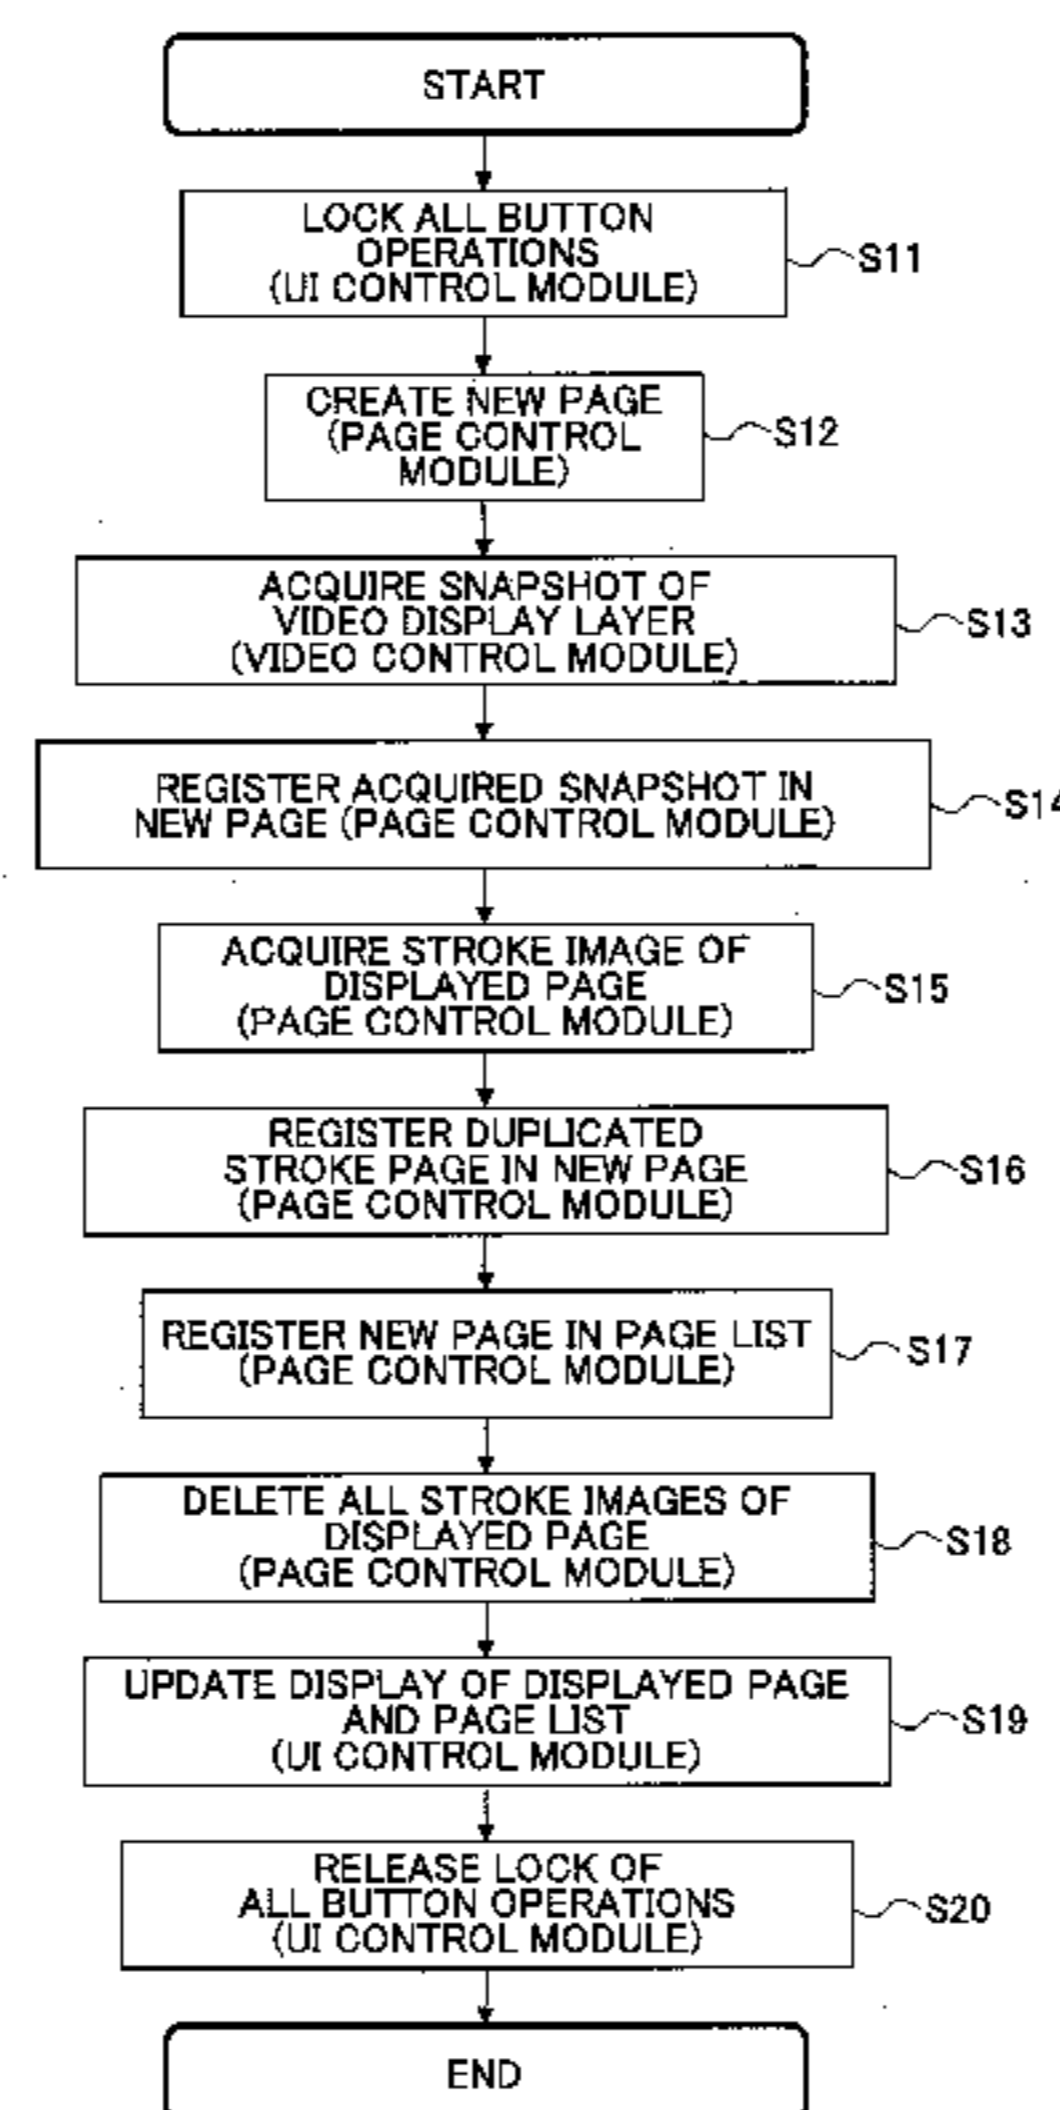 START
LOCK ALL BUTTON
OPERATIONS
(UI CONTROL MODULE)
S11
CREATE NEW PAGE
(PAGE CONTROL
MODULE)
S12
ACQUIRE SNAPSHOT OF
VIDEO DISPLAY LAYER
(VIDEO CONTROL MODULE)
S13
REGISTER ACQUIRED SNAPSHOT IN
NEW PAGE (PAGE CONTROL MODULE)
S14
ACQUIRE STROKE IMAGE OF
DISPLAYED PAGE
(PAGE CONTROL MODULE)
S15
REGISTER DUPLICATED
STROKE PAGE IN NEW PAGE
(PAGE CONTROL MODULE)
S16
REGISTER NEW PAGE IN PAGE LIST
(PAGE CONTROL MODULE)
S17
DELETE ALL STROKE IMAGES OF
DISPLAYED PAGE
(PAGE CONTROL MODULE)
S18
UPDATE DISPLAY OF DISPLAYED PAGE
AND PAGE LIST
(UI CONTROL MODULE)
S19
RELEASE LOCK OF
ALL BUTTON OPERATIONS
(UI CONTROL MODULE)
S20
END